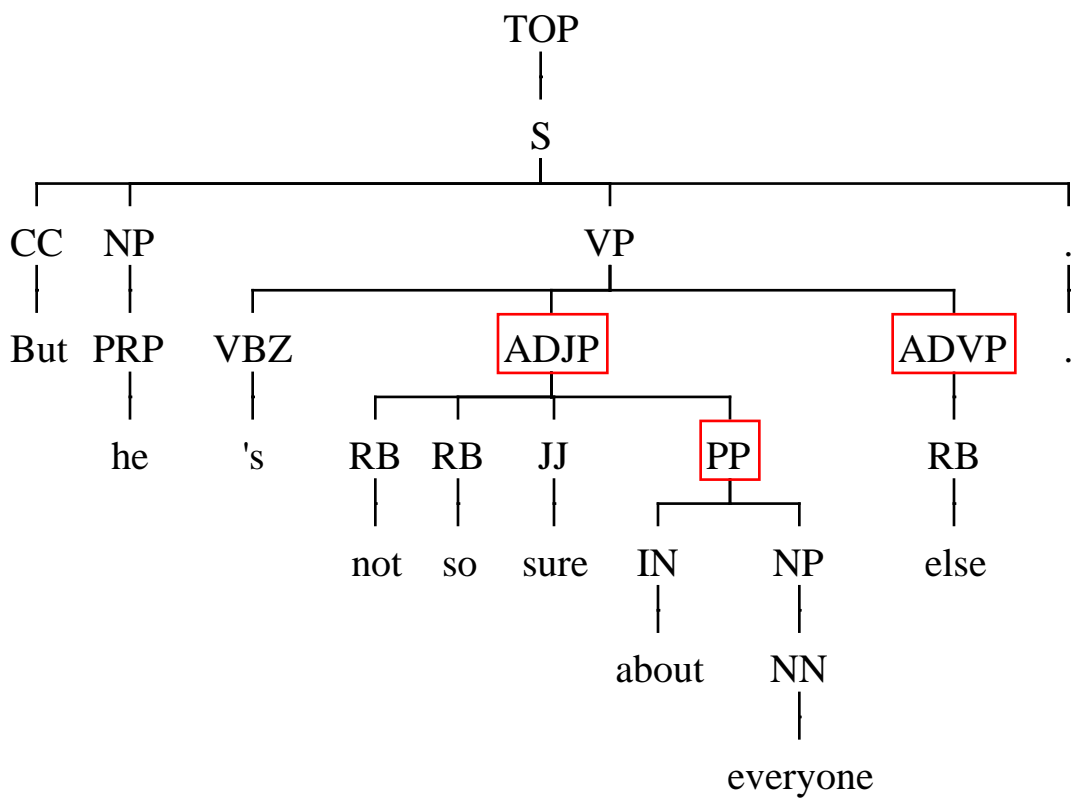 TOP
S
CC NP VP .
But PRP VBZ ADJP ADVP .
he 's RB RB JJ PP RB
not so sure IN NP else
about NN
everyone